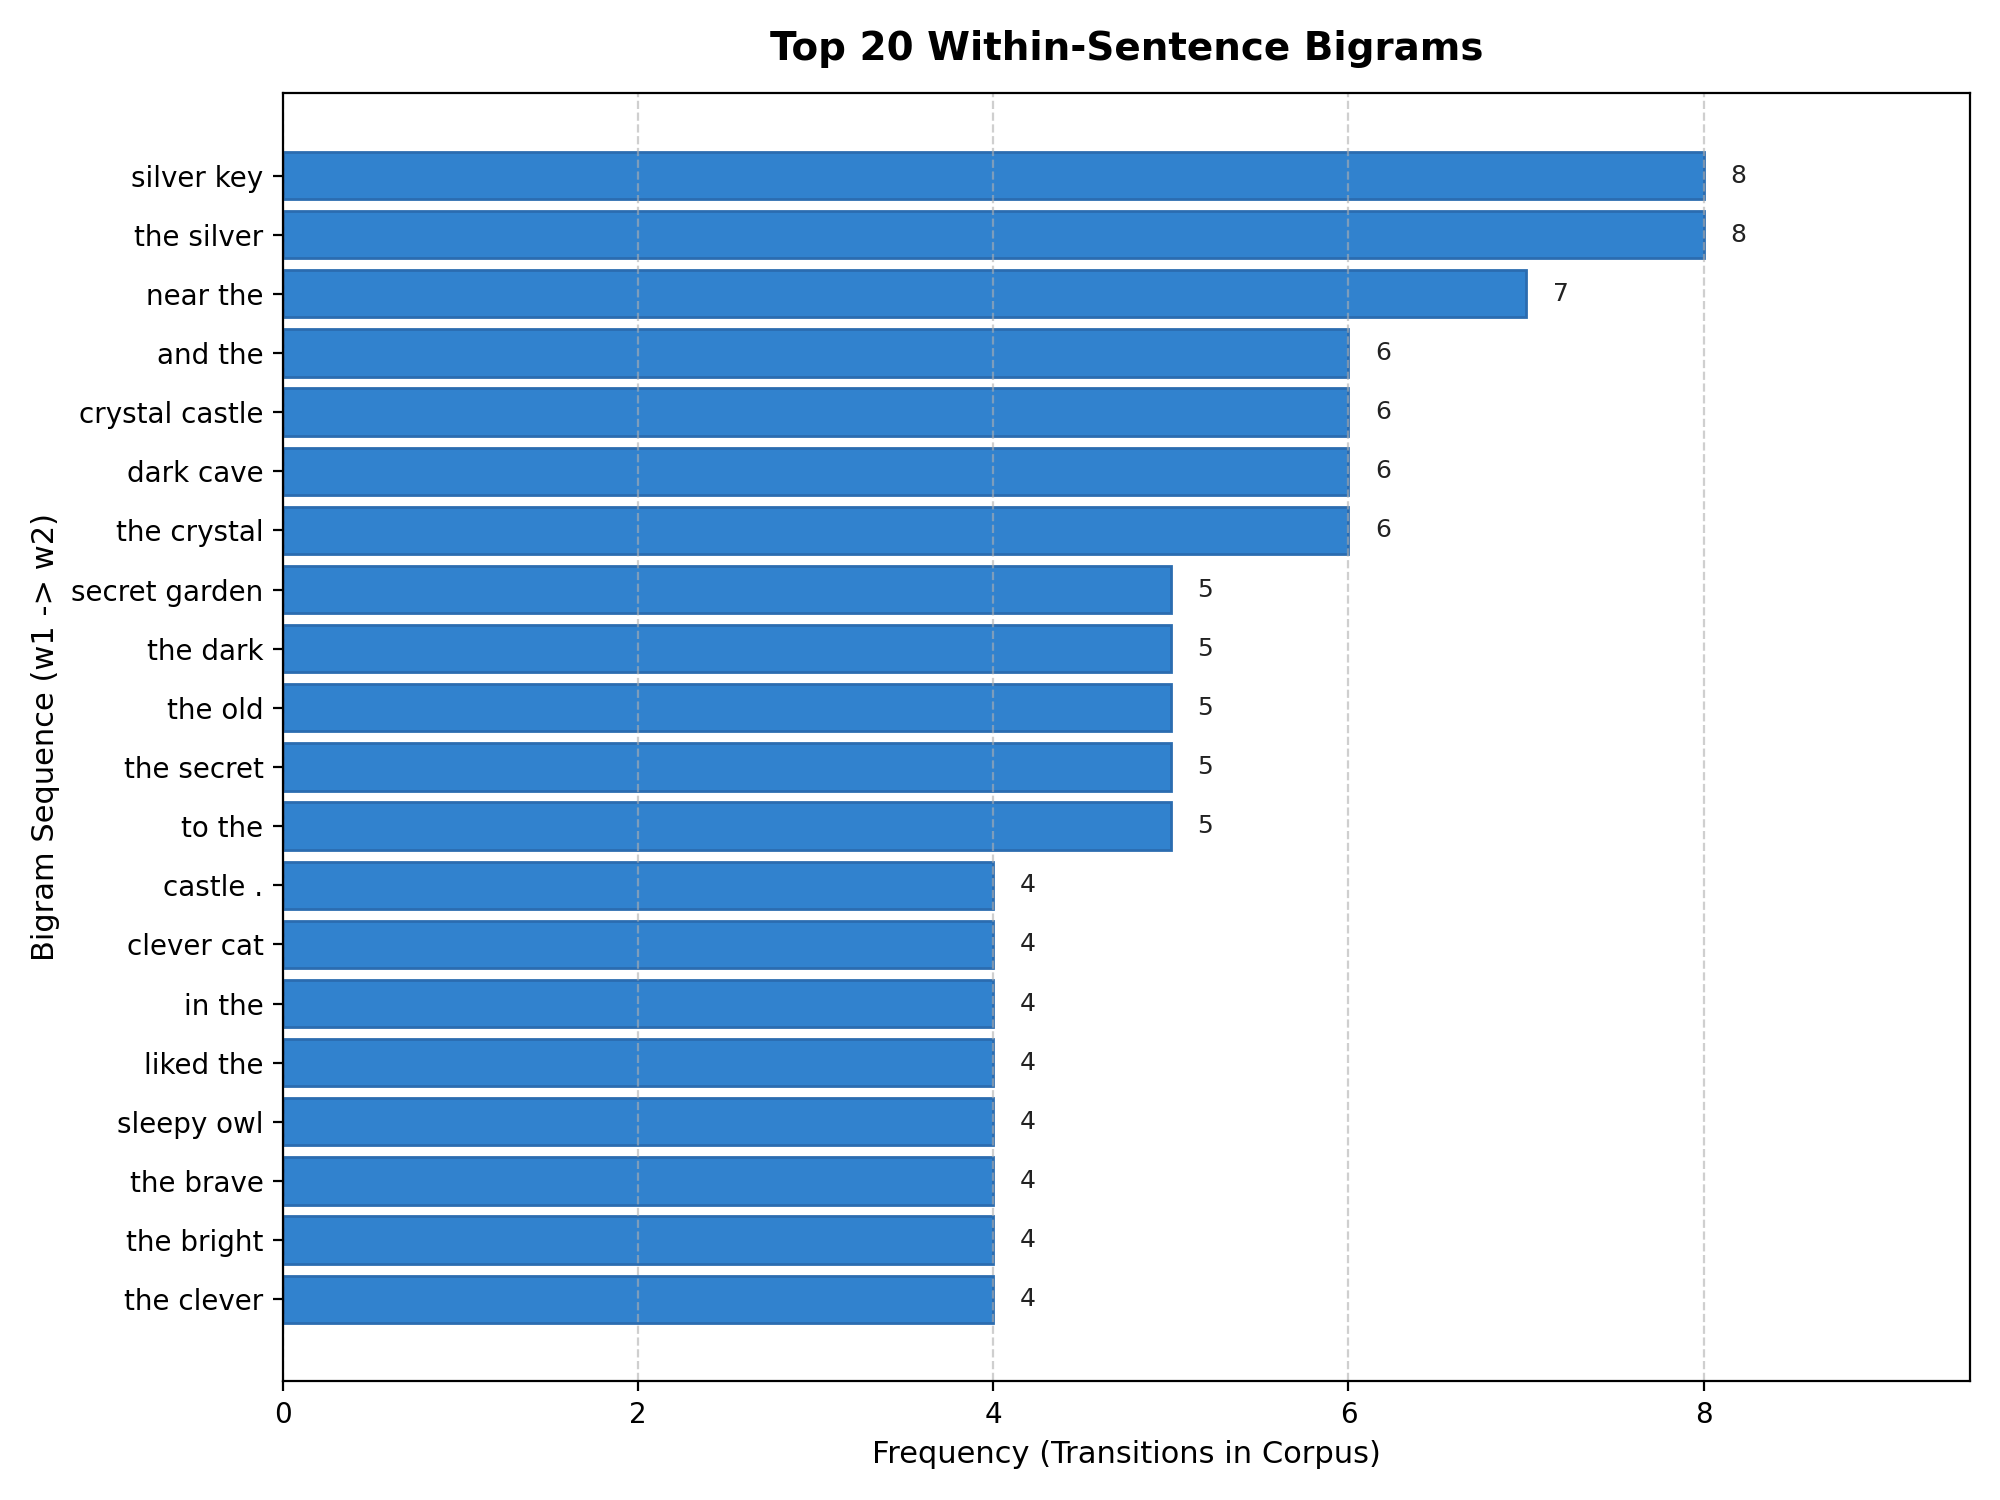 Top 20 Within-Sentence Bigrams
silver key 8
the silver 8
near the 7
and the 6
crystal castle 6
dark cave 6
the crystal 6
secret garden 5
the dark 5
the old 5
the secret 5
to the 5
castle . 4
clever cat 4
in the 4
liked the 4
sleepy owl 4
the brave 4
the bright 4
the clever 4
Bigram Sequence (w1 -> w2)
0 2 4 6 8
Frequency (Transitions in Corpus)